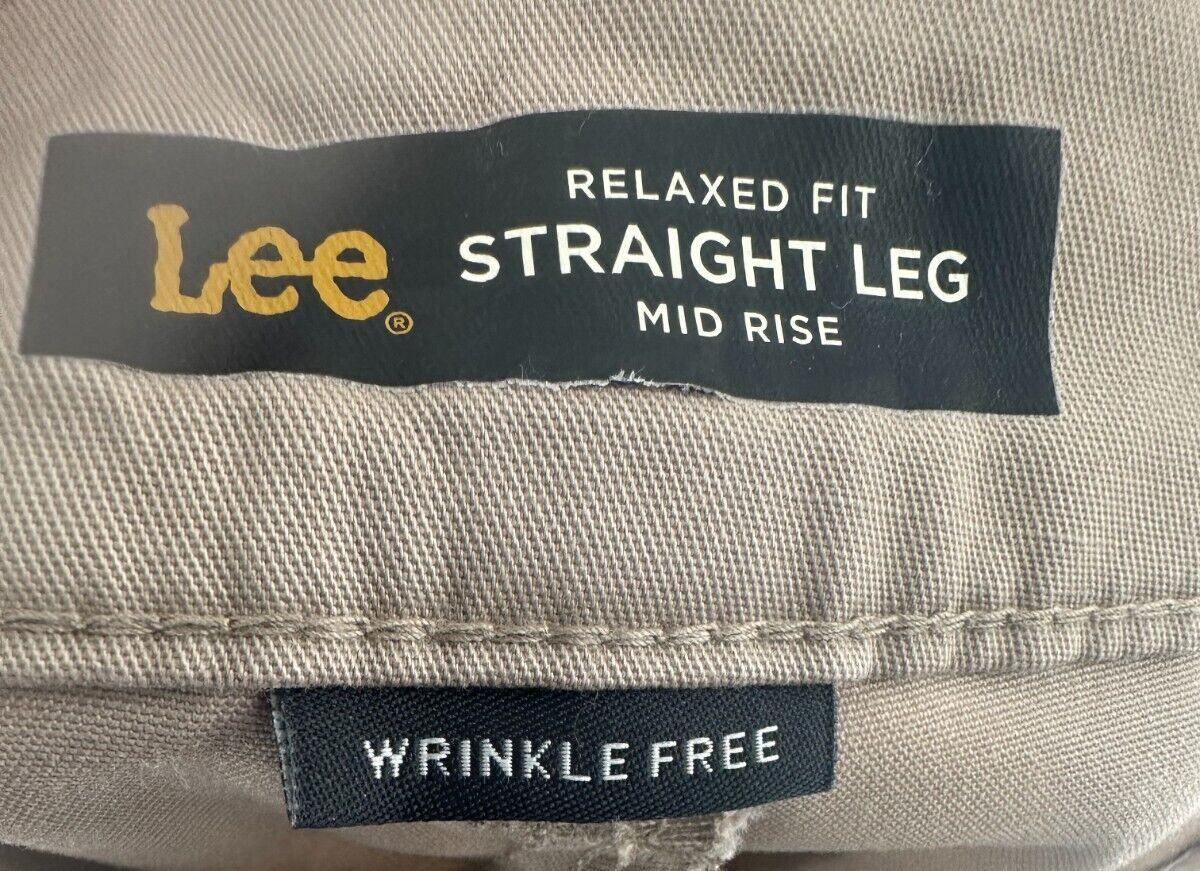 Lee®
RELAXED FIT
STRAIGHT LEG
MID RISE
WRINKLE FREE